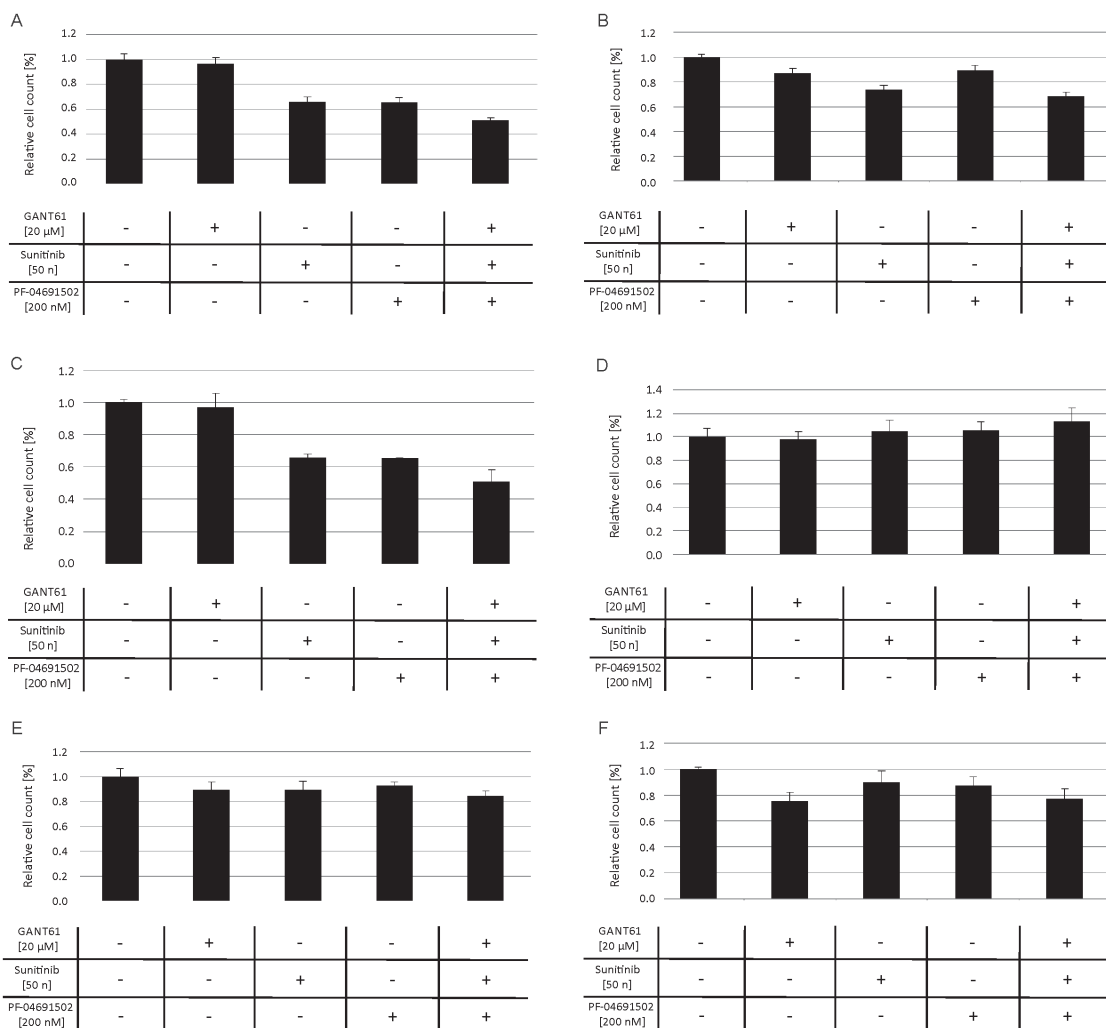 A
Relative cell count [%]
1.2
1.0
0.8
0.6
0.4
0.2
0.0
GANT61
[20 µM] - + - - +
Sunitinib
[50 n] - - + - +
PF-04691502
[200 nM] - - - + +
B
Relative cell count [%]
1.2
1.0
0.8
0.6
0.4
0.2
0.0
GANT61
[20 µM] - + - - +
Sunitinib
[50 n] - - + - +
PF-04691502
[200 nM] - - - + +
C
Relative cell count [%]
1.2
1.0
0.8
0.6
0.4
0.2
0.0
GANT61
[20 µM] - + - - +
Sunitinib
[50 n] - - + - +
PF-04691502
[200 nM] - - - + +
D
Relative cell count [%]
1.4
1.2
1.0
0.8
0.6
0.4
0.2
0.0
GANT61
[20 µM] - + - - +
Sunitinib
[50 n] - - + - +
PF-04691502
[200 nM] - - - + +
E
Relative cell count [%]
1.2
1.0
0.8
0.6
0.4
0.2
0.0
GANT61
[20 µM] - + - - +
Sunitinib
[50 n] - - + - +
PF-04691502
[200 nM] - - - + +
F
Relative cell count [%]
1.2
1.0
0.8
0.6
0.4
0.2
0.0
GANT61
[20 µM] - + - - +
Sunitinib
[50 n] - - + - +
PF-04691502
[200 nM] - - - + +